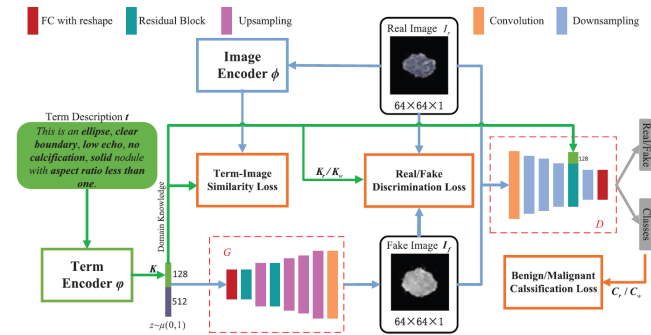 FC with reshape
Residual Block
Upsampling
Convolution
Downsampling
Real Image I_r
64×64×1
Image
Encoder ϕ
Term Description t
This is an ellipse, clear
boundary, low echo, no
calcification, solid nodule
with aspect ratio less than
one.
Domain Knowledge
Term-Image
Similarity Loss
K_r/K_w
Real/Fake
Discrimination Loss
128
D
Real/Fake
Classes
Term
Encoder φ
K
128
512
z~μ(0,1)
G
Fake Image I_f
64×64×1
Benign/Malignant
Calssification Loss
C_r / C_w